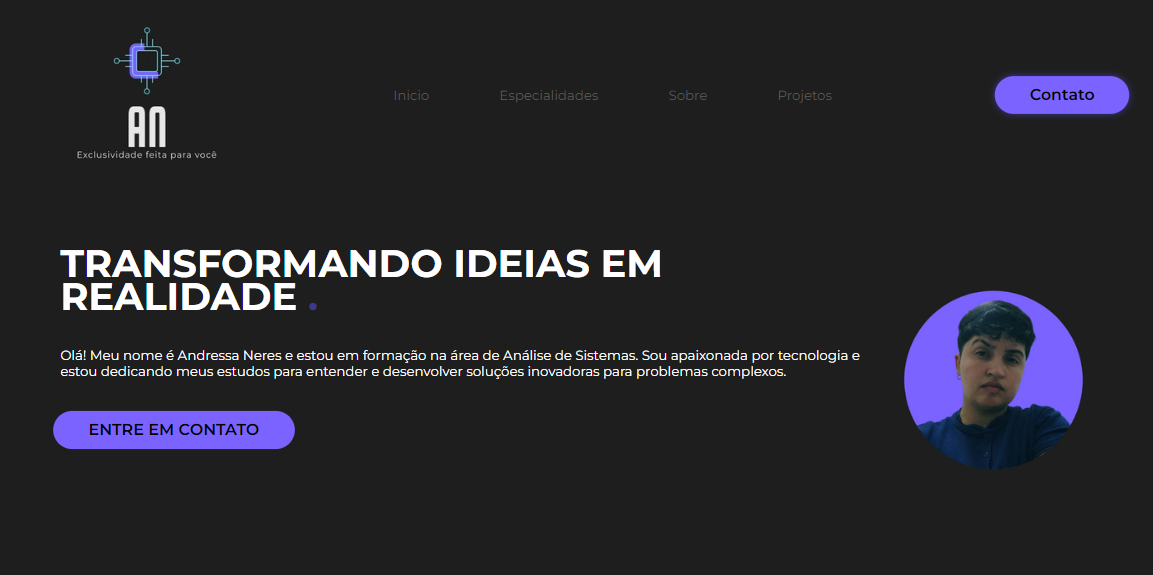 AN
Exclusividade feita para você
Inicio Especialidades Sobre Projetos Contato
TRANSFORMANDO IDEIAS EM
REALIDADE .
Olá! Meu nome é Andressa Neres e estou em formação na área de Análise de Sistemas. Sou apaixonada por tecnologia e
estou dedicando meus estudos para entender e desenvolver soluções inovadoras para problemas complexos.
ENTRE EM CONTATO